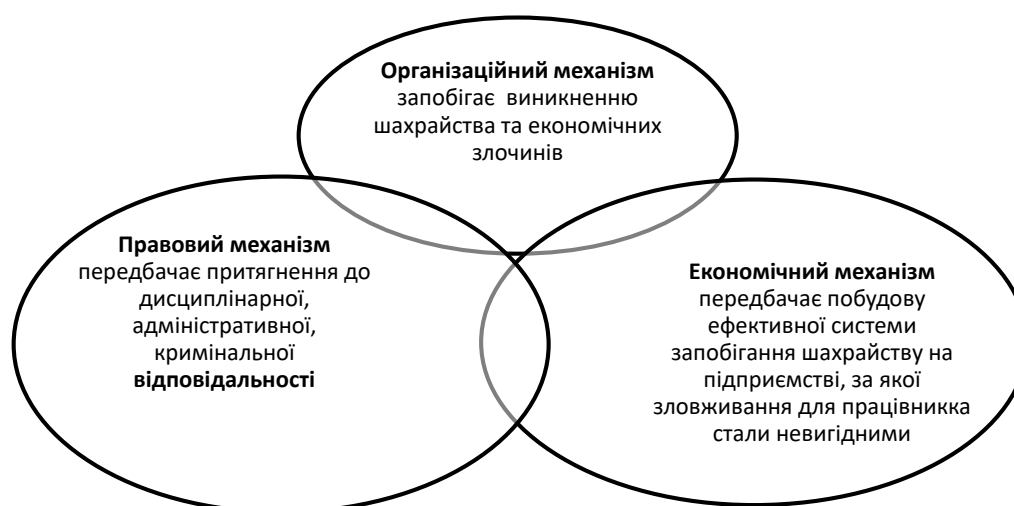 Організаційний механізм
запобігає виникненню
шахрайства та економічних
злочинів
Правовий механізм
передбачає притягнення до
дисциплінарної,
адміністративної,
кримінальної
відповідальності
Економічний механізм
передбачає побудову
ефективної системи
запобігання шахрайству на
підприємстві, за якої
зловживання для працівникка
стали невигідними